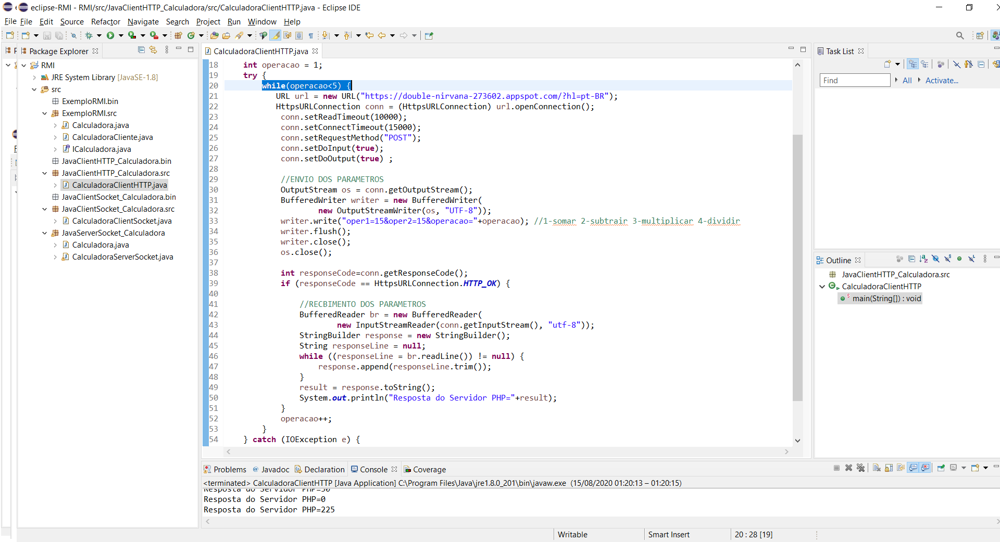 eclipse-RMI - RMI/src/JavaClientHTTP_Calculadora/src/CalculadoraClientHTTP.java - Eclipse IDE
File File Edit Source Refactor Navigate Search Project Run Window Help
Package Explorer
RMI
JRE System Library [JavaSE-1.8]
src
ExemploRMI.bin
ExemploRMI.src
Calculadora.java
CalculadoraCliente.java
ICalculadora.java
JavaClientHTTP_Calculadora.bin
JavaClientHTTP_Calculadora.src
CalculadoraClientHTTP.java
JavaClientSocket_Calculadora.bin
JavaClientSocket_Calculadora.src
CalculadoraClientSocket.java
JavaServerSocket_Calculadora
Calculadora.java
CalculadoraServerSocket.java
CalculadoraClientHTTP.java
18 int operacao = 1;
19 try {
20 while(operacao<5) {
21 URL url = new URL("https://double-nirvana-273602.appspot.com/?hl=pt-BR");
22 HttpsURLConnection conn = (HttpsURLConnection) url.openConnection();
23 conn.setReadTimeout(10000);
24 conn.setConnectTimeout(15000);
25 conn.setRequestMethod("POST");
26 conn.setDoInput(true);
27 conn.setDoOutput(true) ;
28
29 //ENVIO DOS PARAMETROS
30 OutputStream os = conn.getOutputStream();
31 BufferedWriter writer = new BufferedWriter(
32 new OutputStreamWriter(os, "UTF-8"));
33 writer.write("oper1=15&oper2=15&operacao="+operacao); //1-somar 2-subtrair 3-multiplicar 4-dividir
34 writer.flush();
35 writer.close();
36 os.close();
37
38 int responseCode=conn.getResponseCode();
39 if (responseCode == HttpsURLConnection.HTTP_OK) {
40
41 //RECBIMENTO DOS PARAMETROS
42 BufferedReader br = new BufferedReader(
43 new InputStreamReader(conn.getInputStream(), "utf-8"));
44 StringBuilder response = new StringBuilder();
45 String responseLine = null;
46 while ((responseLine = br.readLine()) != null) {
47 response.append(responseLine.trim());
48 }
49 result = response.toString();
50 System.out.println("Resposta do Servidor PHP="+result);
51 }
52 operacao++;
53 }
54 } catch (IOException e) {
Task List
Find
All
Activate...
Outline
JavaClientHTTP_Calculadora.src
CalculadoraClientHTTP
main(String[]) : void
Problems @ Javadoc Declaration Console Coverage
<terminated> CalculadoraClientHTTP [Java Application] C:\Program Files\Java\jre1.8.0_201\bin\javaw.exe (15/08/2020 01:20:13 – 01:20:15)
Resposta do Servidor PHP=30
Resposta do Servidor PHP=0
Resposta do Servidor PHP=225
Writable
Smart Insert
20 : 28 [19]